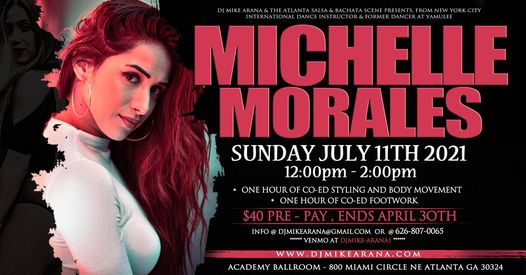 DJ MIKE ARANA & THE ATLANTA SALSA & BACHATA SCENE PRESENTS, FROM NEW YORK CITY
INTERNATIONAL DANCE INSTRUCTOR & FORMER DANCER AT YAMULEE
MICHELLE
MORALES
SUNDAY JULY 11TH 2021
12:00pm - 2:00pm
• ONE HOUR OF CO-ED STYLING AND BODY MOVEMENT
• ONE HOUR OF CO-ED FOOTWORK
$40 PRE - PAY , ENDS APRIL 30TH
INFO @ DJMIKEARANA@GMAIL.COM OR @ 626-807-0065
****** VENMO AT DJMIKE-ARANA1 ******
WWW.DJMIKEARANA.COM
ACADEMY BALLROOM - 800 MIAMI CIRCLE NE ATLANTA GA 30324